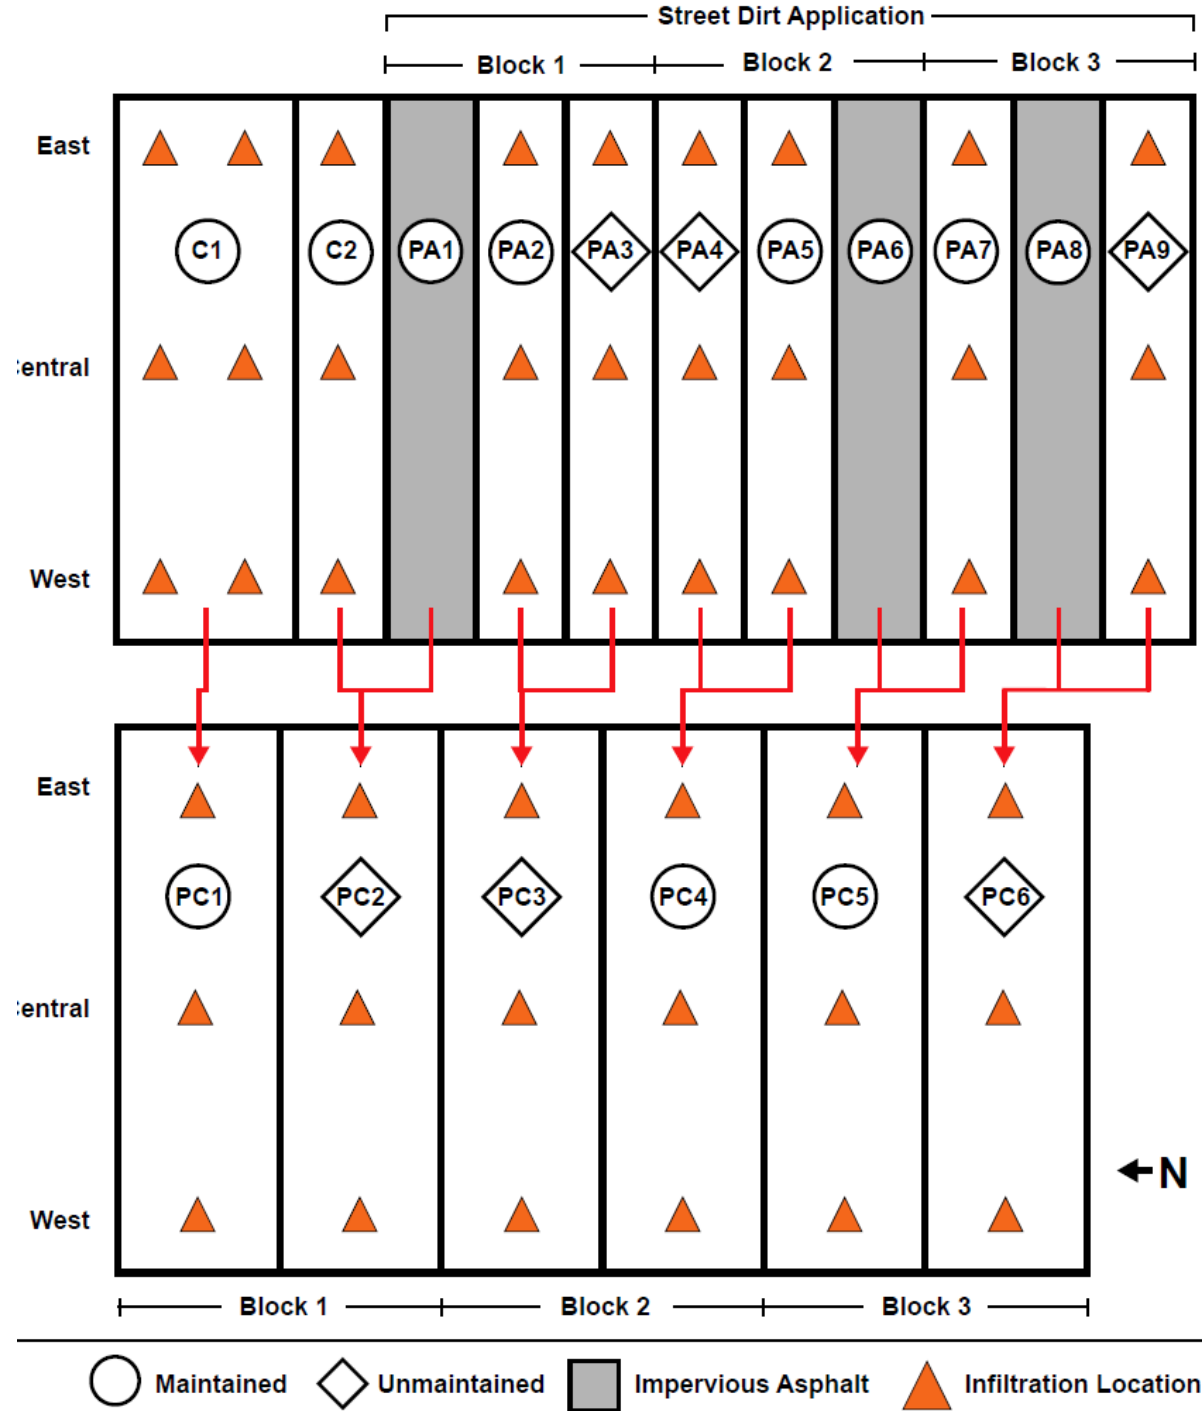 Street Dirt Application
Block 1 Block 2 Block 3
East
C1 C2 PA1 PA2 PA3 PA4 PA5 PA6 PA7 PA8 PA9
entral
West
East
PC1 PC2 PC3 PC4 PC5 PC6
entral
N
West
Block 1 Block 2 Block 3
Maintained Unmaintained Impervious Asphalt Infiltration Location